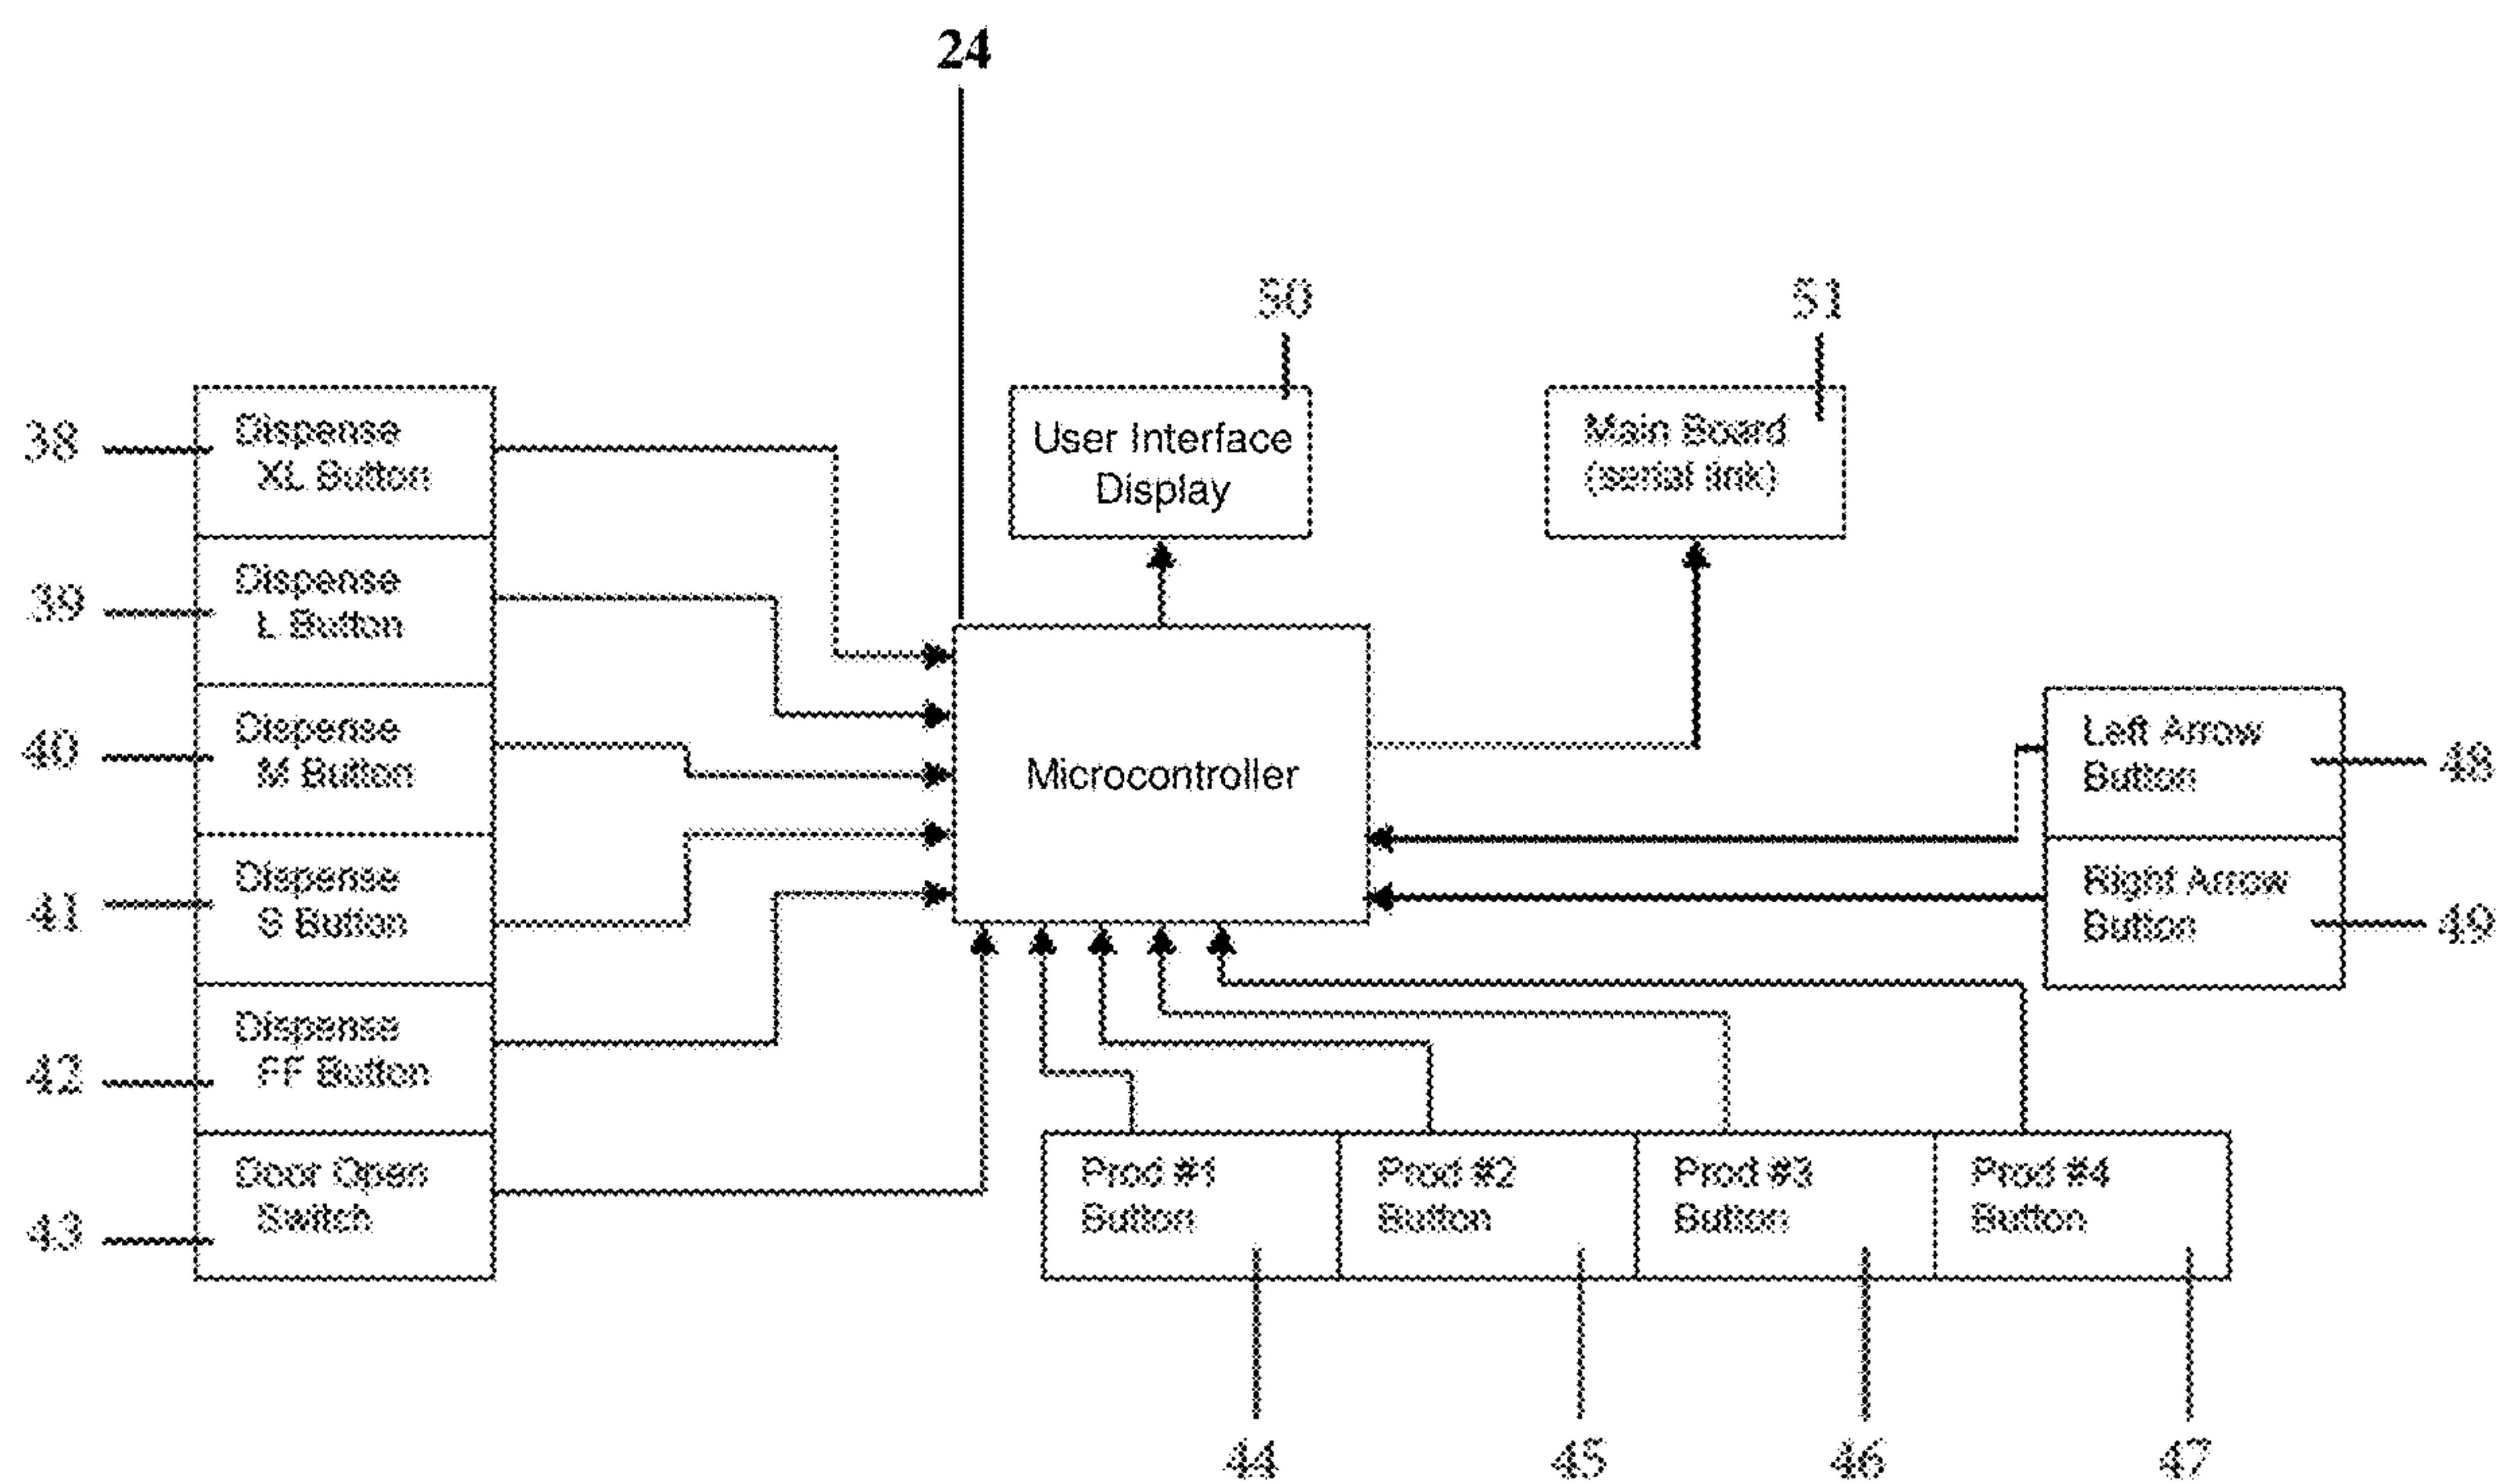 24
50
51
38
Dispense
XL Button
User Interface
Display
Main Board
(serial link)
39
Dispense
L Button
40
Dispense
M Button
Microcontroller
Left Arrow
Button
48
41
Dispense
S Button
Right Arrow
Button
49
42
Dispense
FF Button
43
Door Open
Switch
Prod #1
Button
Prod #2
Button
Prod #3
Button
Prod #4
Button
44
45
46
47